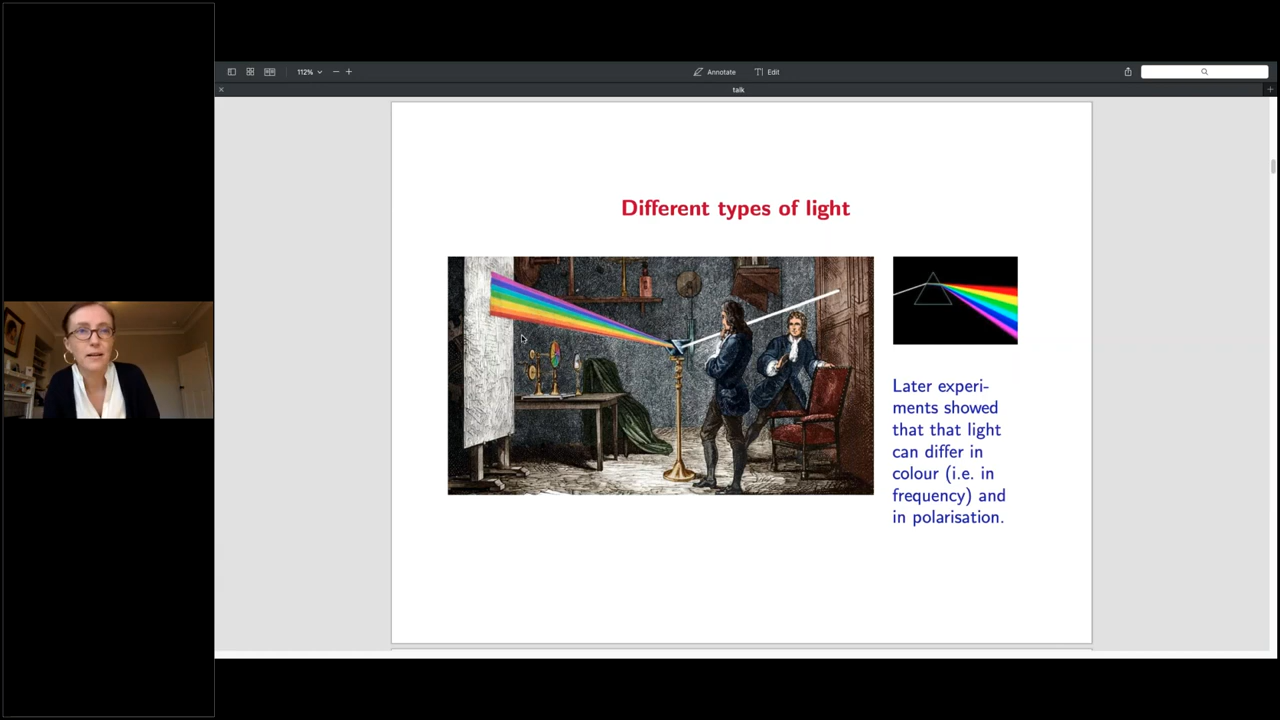 112%
Annotate
Edit
talk
Different types of light
Later experi-
ments showed
that that light
can differ in
colour (i.e. in
frequency) and
in polarisation.